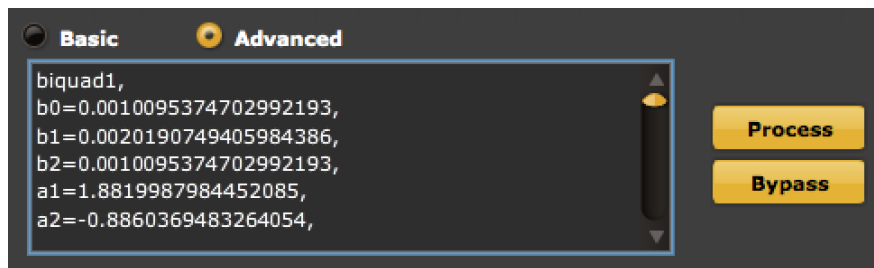 Basic Advanced
biquad1,
b0=0.0010095374702992193,
b1=0.0020190749405984386,
b2=0.0010095374702992193,
a1=1.8819987984452085,
a2=-0.8860369483264054,
Process
Bypass